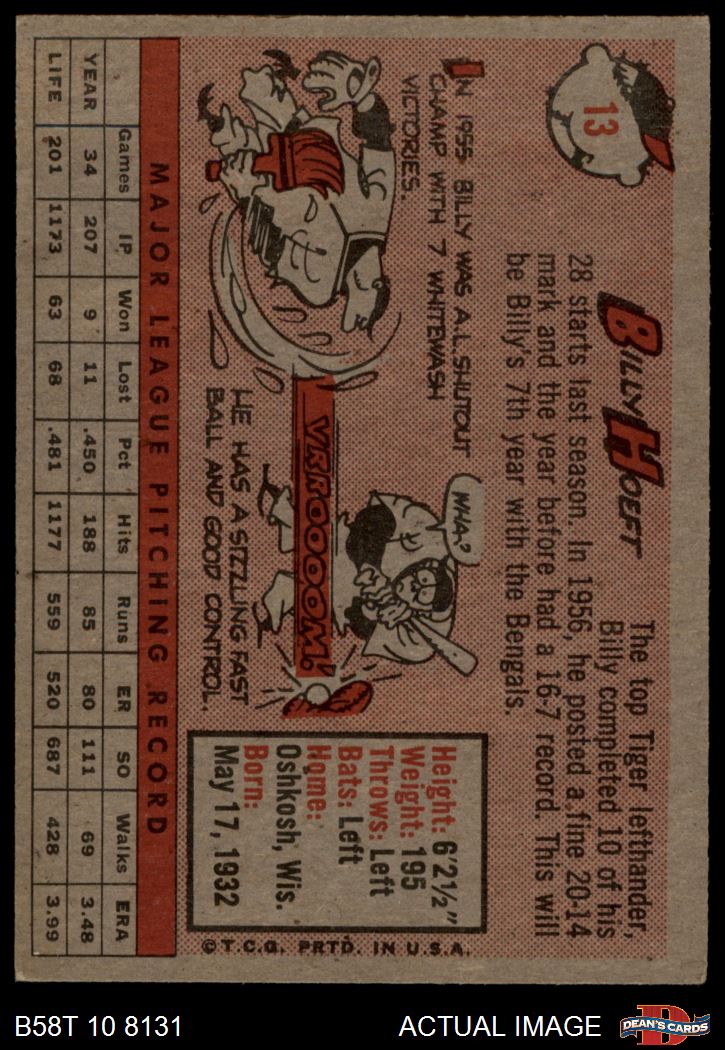 13
BILLY HOEFT
The top Tiger lefthander,
Billy completed 10 of his
28 starts last season. In 1956, he posted a fine 20-14
mark and the year before had a 16-7 record. This will
be Billy's 7th year with the Bengals.
IN 1955 BILLY WAS A.L. SHUTOUT
CHAMP WITH 7 WHITEWASH
VICTORIES.
WHA?
VRROOOOM!
HE HAS A SIZZLING FAST
BALL AND GOOD CONTROL.
Height: 6'2½"
Weight: 195
Throws: Left
Bats: Left
Home:
Oshkosh, Wis.
Born:
May 17, 1932
©T.C.G. PRTD. IN U.S.A.
MAJOR LEAGUE PITCHING RECORD
Games IP Won Lost Pct Hits Runs ER SO Walks ERA
YEAR 34 207 9 11 .450 188 85 80 111 69 3.48
LIFE 201 1173 63 68 .481 1177 559 520 687 428 3.99
B58T 10 8131 ACTUAL IMAGE
D
DEAN'S CARDS